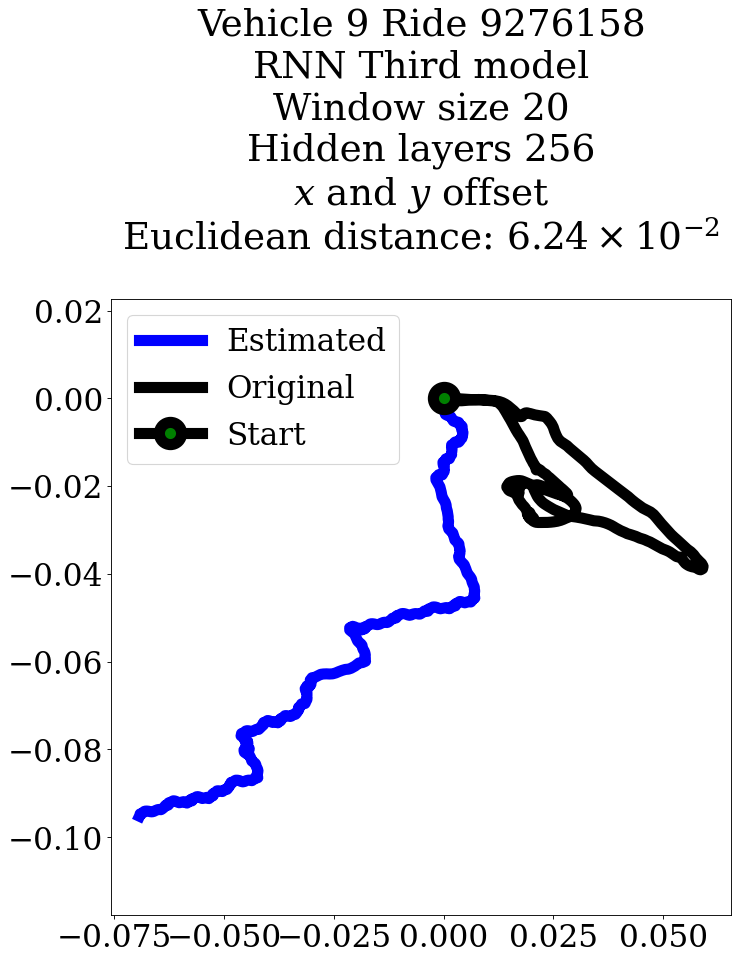 Vehicle 9 Ride 9276158
RNN Third model
Window size 20
Hidden layers 256
x and y offset
Euclidean distance: 6.24 × 10⁻²
Estimated
Original
Start
0.02
0.00
−0.02
−0.04
−0.06
−0.08
−0.10
−0.075 −0.050 −0.025 0.000 0.025 0.050